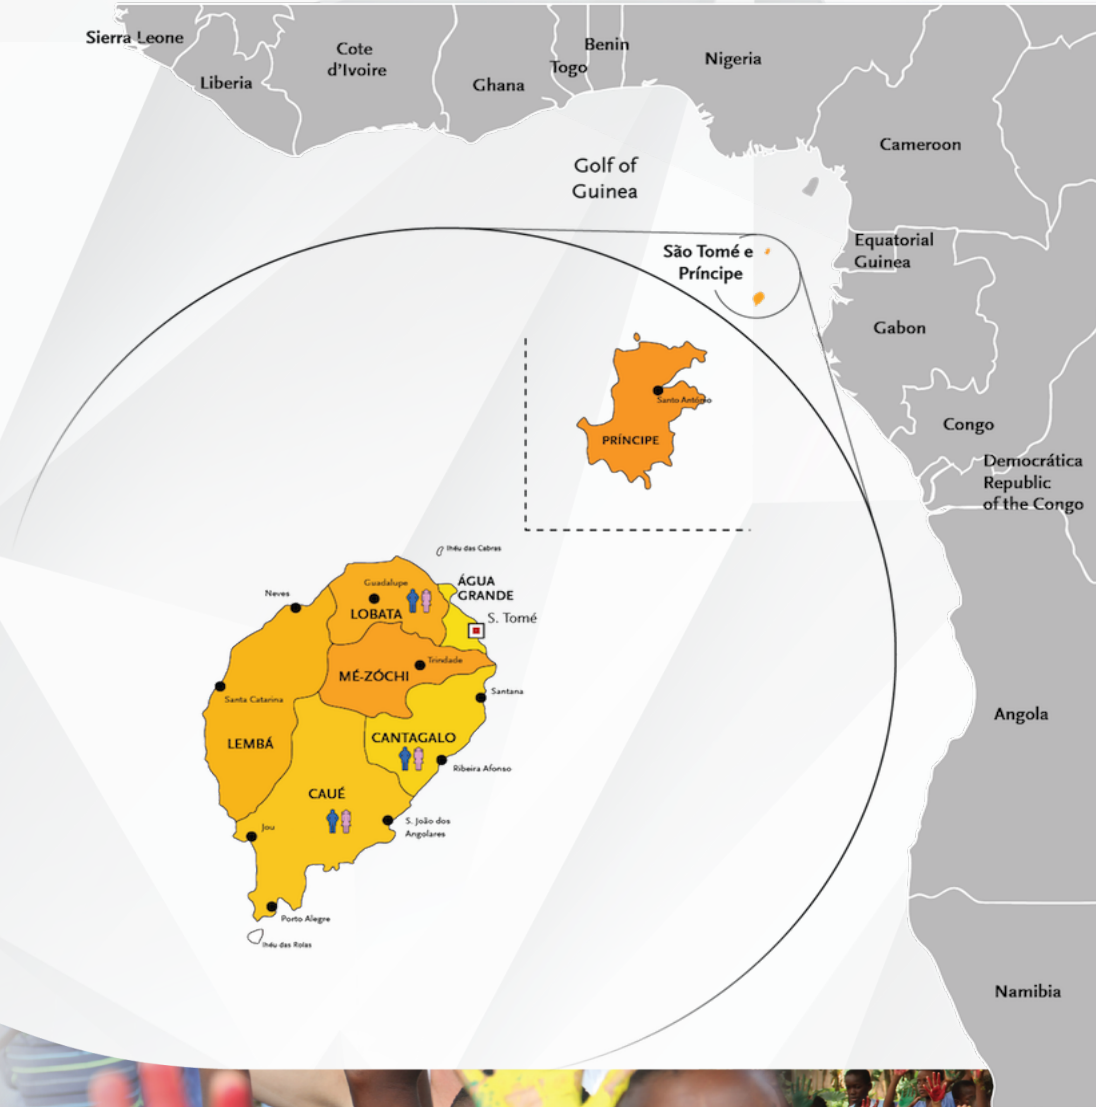 Sierra Leone
Liberia
Cote
d'Ivoire
Ghana
Togo
Benin
Nigeria
Cameroon
Golf of
Guinea
São Tomé e
Príncipe
Equatorial
Guinea
Gabon
Congo
Democrática
Republic
of the Congo
Angola
Namibia
Santo António
PRÍNCIPE
Ihéu das Cabras
Guadalupe
ÁGUA
GRANDE
Neves
LOBATA
S. Tomé
Trindade
MÉ-ZÓCHI
Santana
Santa Catarina
LEMBÁ
CANTAGALO
Ribeira Afonso
CAUÉ
S. João dos
Angolares
Jou
Porto Alegre
Ihéu das Rolas